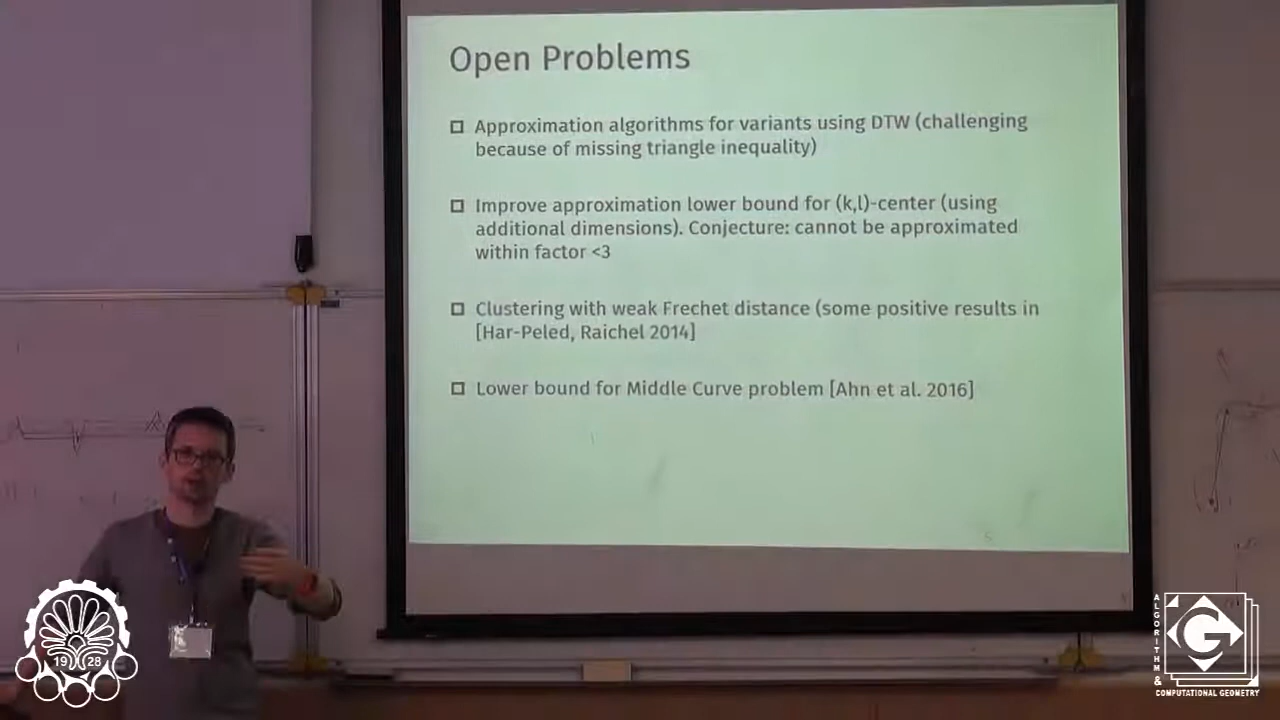 Open Problems
Approximation algorithms for variants using DTW (challenging
because of missing triangle inequality)
Improve approximation lower bound for (k,l)-center (using
additional dimensions). Conjecture: cannot be approximated
within factor <3
Clustering with weak Frechet distance (some positive results in
[Har-Peled, Raichel 2014]
Lower bound for Middle Curve problem [Ahn et al. 2016]
19 28
ALGORITHM &
G
COMPUTATIONAL GEOMETRY